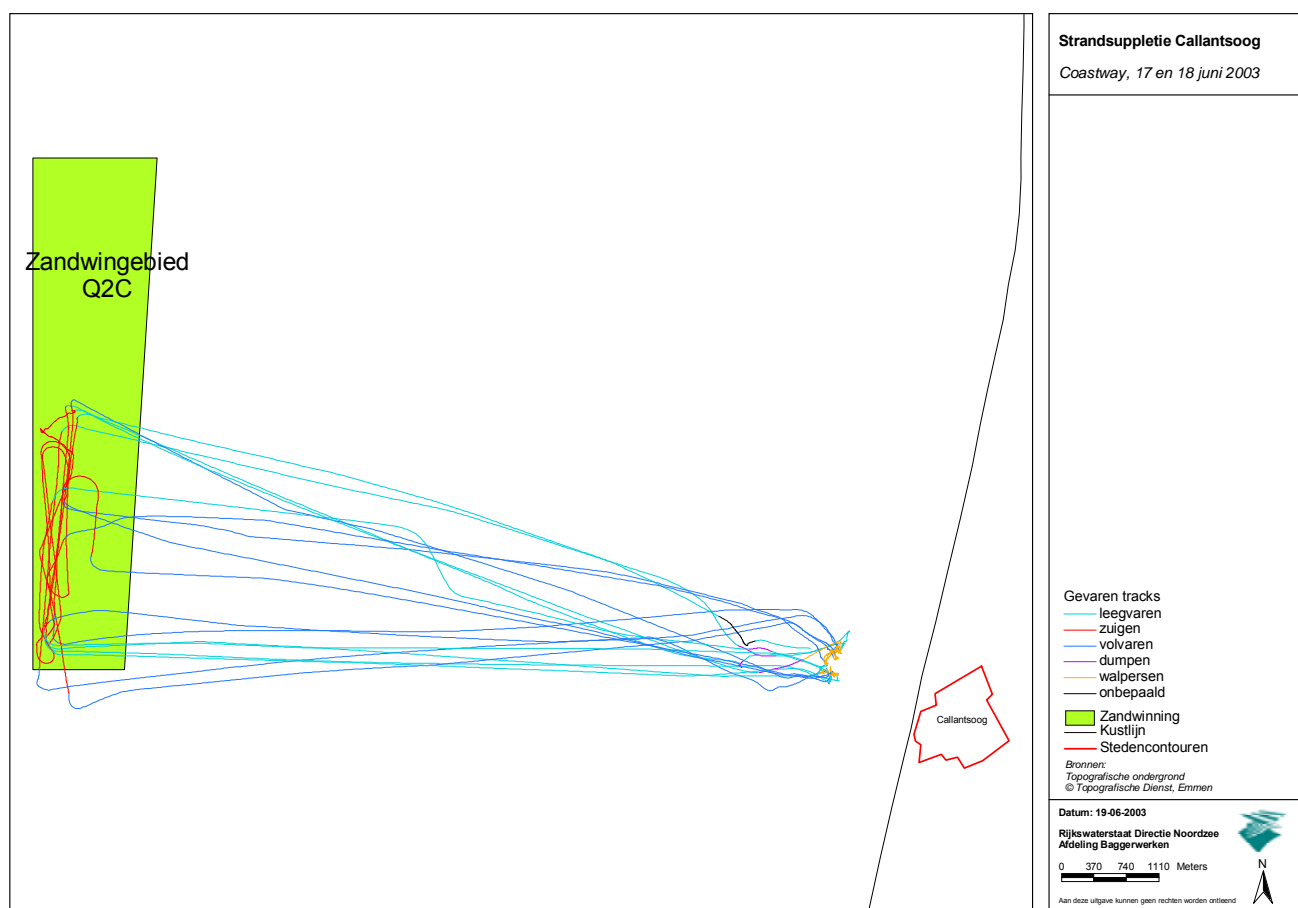 Zandwingebied
Q2C
Callantsoog
Strandsuppletie Callantsoog
Coastway, 17 en 18 juni 2003
Gevaren tracks
leegvaren
zuigen
volvaren
dumpen
walpersen
onbepaald
Zandwinning
Kustlijn
Stedencontouren
Bronnen:
Topografische ondergrond
© Topografische Dienst, Emmen
Datum: 19-06-2003
Rijkswaterstaat Directie Noordzee
Afdeling Baggerwerken
0 370 740 1110 Meters
N
Aan deze uitgave kunnen geen rechten worden ontleend